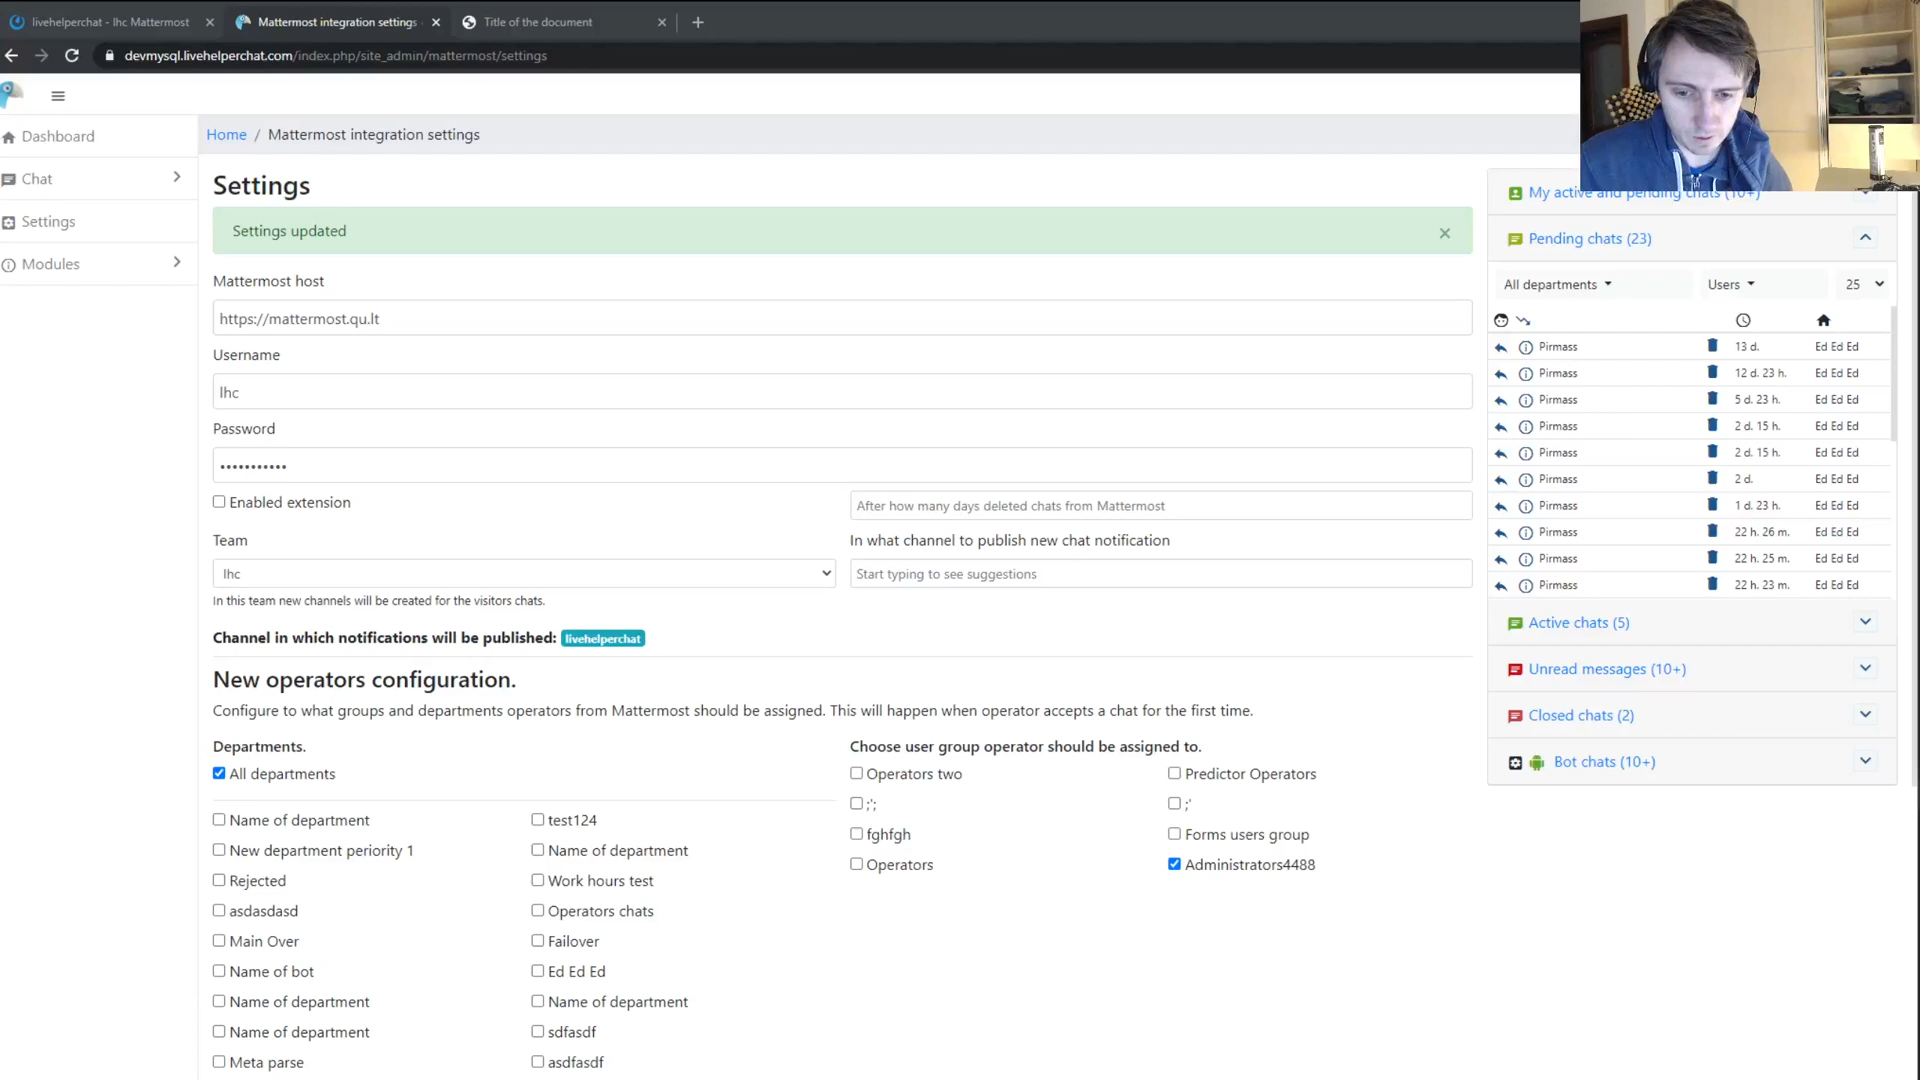 livehelperchat - lhc Mattermost
Mattermost integration settings
Title of the document
devmysql.livehelperchat.com/index.php/site_admin/mattermost/settings
Dashboard
Chat
Settings
Modules
Home / Mattermost integration settings
Settings
Settings updated
×
Mattermost host
https://mattermost.qu.lt
Username
lhc
Password
•••••••••••
Enabled extension
After how many days deleted chats from Mattermost
Team
In what channel to publish new chat notification
lhc
Start typing to see suggestions
In this team new channels will be created for the visitors chats.
Channel in which notifications will be published: livehelperchat
New operators configuration.
Configure to what groups and departments operators from Mattermost should be assigned. This will happen when operator accepts a chat for the first time.
Departments.
All departments
Name of department
test124
New department periority 1
Name of department
Rejected
Work hours test
asdasdasd
Operators chats
Main Over
Failover
Name of bot
Ed Ed Ed
Name of department
Name of department
Name of department
sdfasdf
Meta parse
asdfasdf
Choose user group operator should be assigned to.
Operators two
Predictor Operators
;';
;'
fghfgh
Forms users group
Operators
Administrators4488
My active and pending chats (10+)
Pending chats (23)
All departments
Users
25
Pirmass 13 d. Ed Ed Ed
Pirmass 12 d. 23 h. Ed Ed Ed
Pirmass 5 d. 23 h. Ed Ed Ed
Pirmass 2 d. 15 h. Ed Ed Ed
Pirmass 2 d. 15 h. Ed Ed Ed
Pirmass 2 d. Ed Ed Ed
Pirmass 1 d. 23 h. Ed Ed Ed
Pirmass 22 h. 26 m. Ed Ed Ed
Pirmass 22 h. 25 m. Ed Ed Ed
Pirmass 22 h. 23 m. Ed Ed Ed
Active chats (5)
Unread messages (10+)
Closed chats (2)
Bot chats (10+)